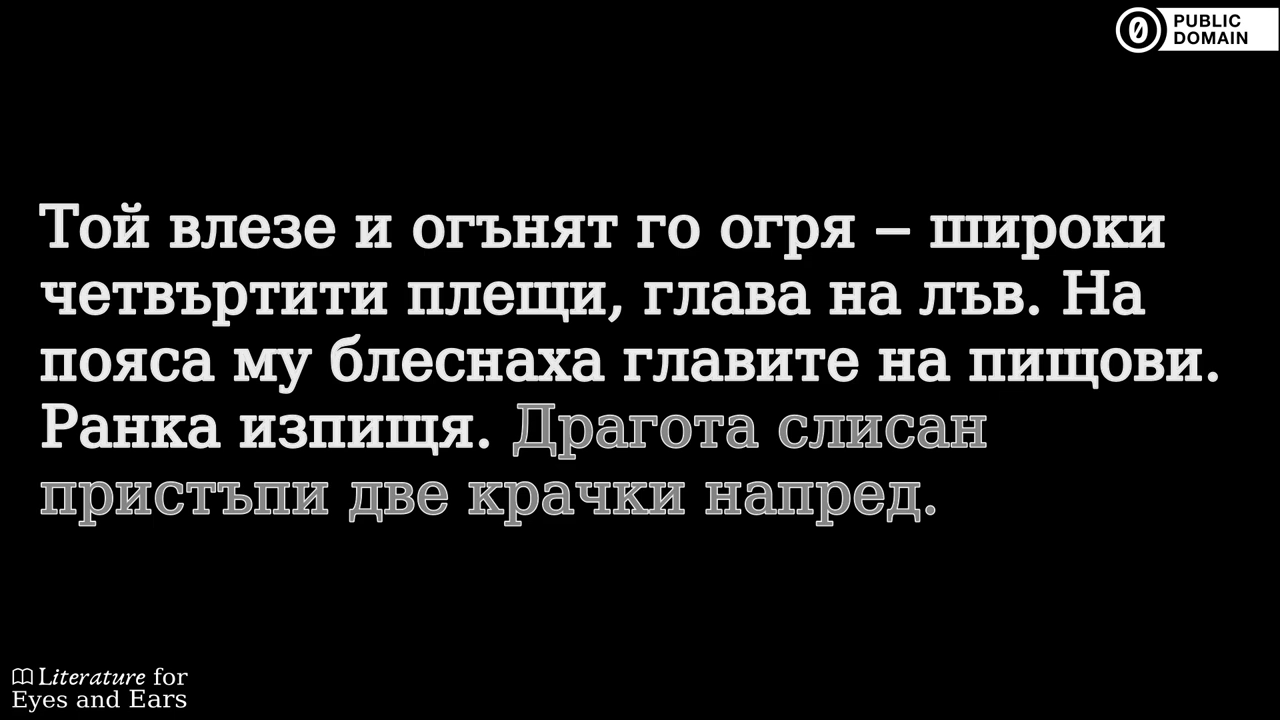 PUBLIC
DOMAIN
Той влезе и огънят го огря – широки
четвъртити плещи, глава на лъв. На
пояса му блеснаха главите на пищови.
Ранка изпищя. Драгота слисан
пристъпи две крачки напред.
Literature for
Eyes and Ears